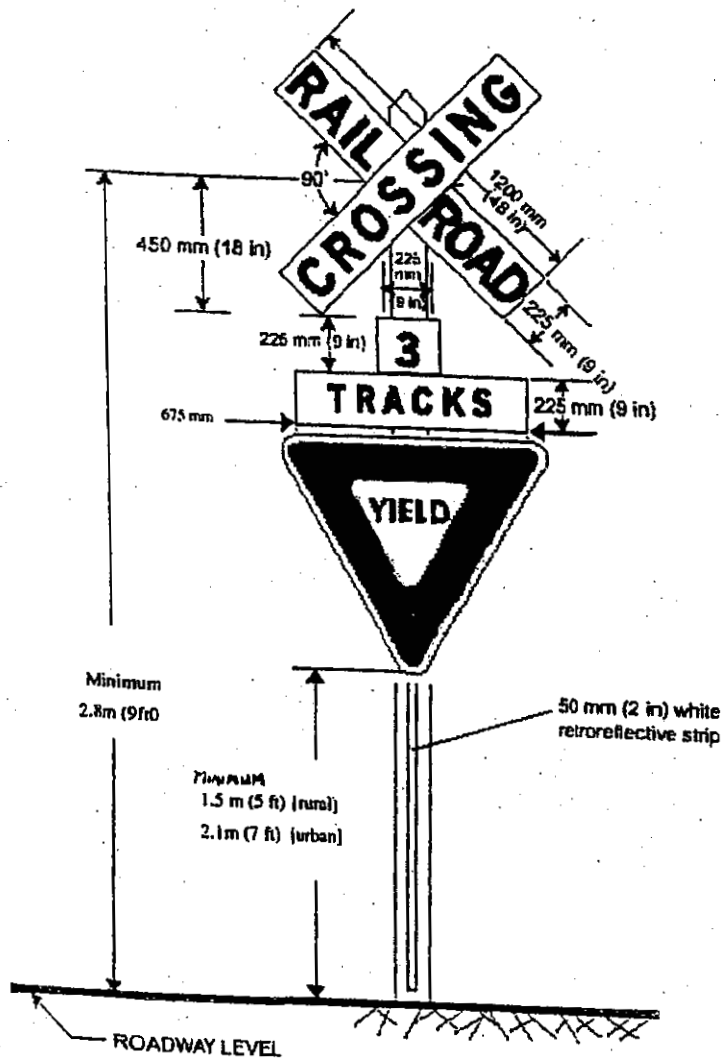 RAIL ROAD
CROSSING
90°
1200 mm
(48 in)
450 mm (18 in)
225
mm
(9 in)
225 mm (9 in)
225 mm (9 in)
3
TRACKS
225 mm (9 in)
675 mm
YIELD
Minimum
2.8m (9ft0
50 mm (2 in) white
retroreflective strip
MINIMUM
1.5 m (5 ft) [rural]
2.1m (7 ft) [urban]
ROADWAY LEVEL